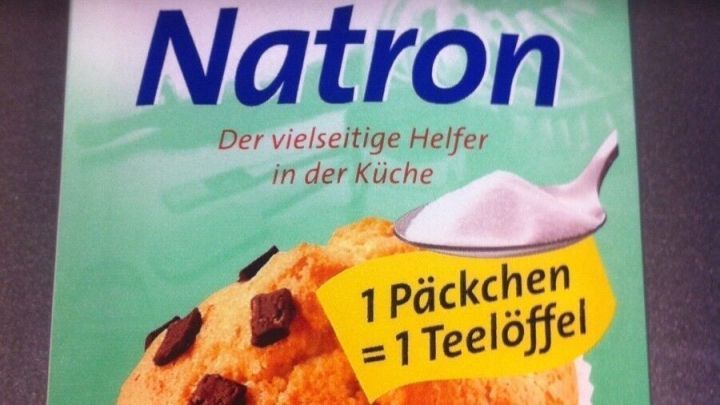 Natron
Der vielseitige Helfer
in der Küche
1 Päckchen
= 1 Teelöffel